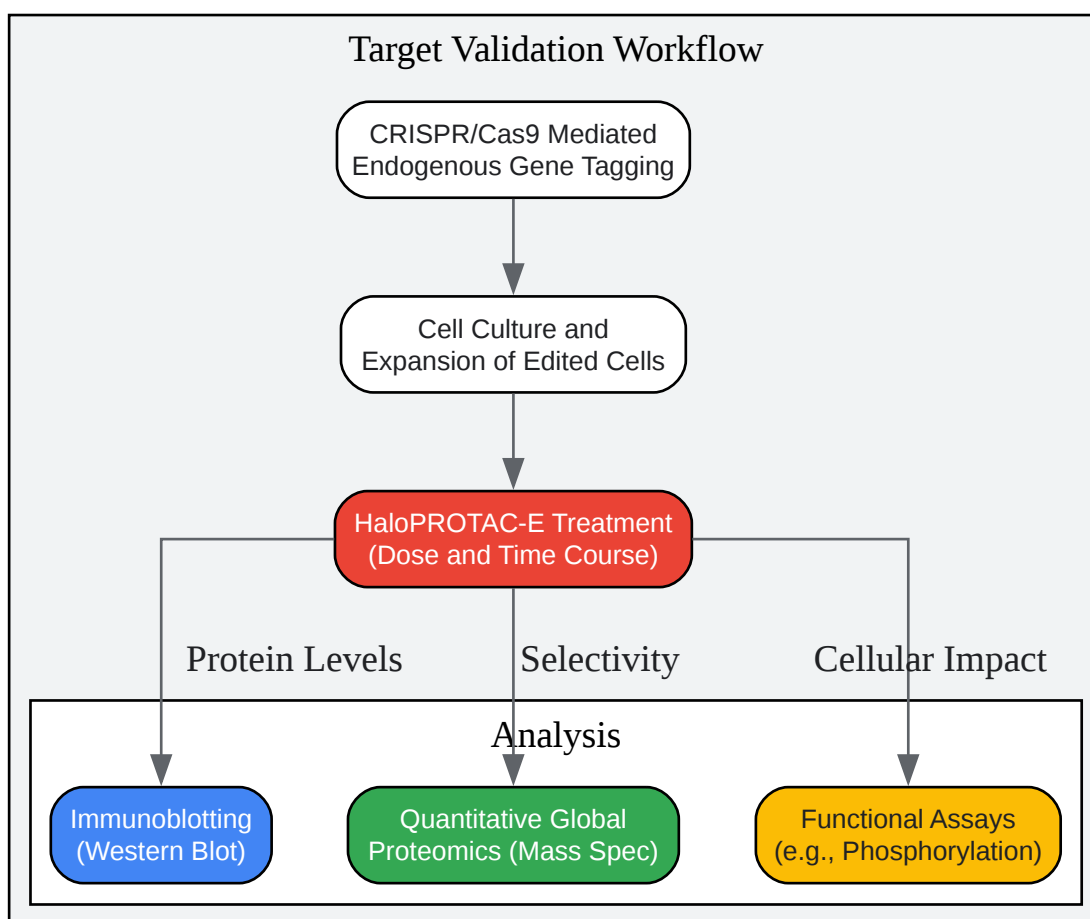 Target Validation Workflow
CRISPR/Cas9 Mediated
Endogenous Gene Tagging
Cell Culture and
Expansion of Edited Cells
HaloPROTAC-E Treatment
(Dose and Time Course)
Protein Levels
Selectivity
Cellular Impact
Analysis
Immunoblotting
(Western Blot)
Quantitative Global
Proteomics (Mass Spec)
Functional Assays
(e.g., Phosphorylation)